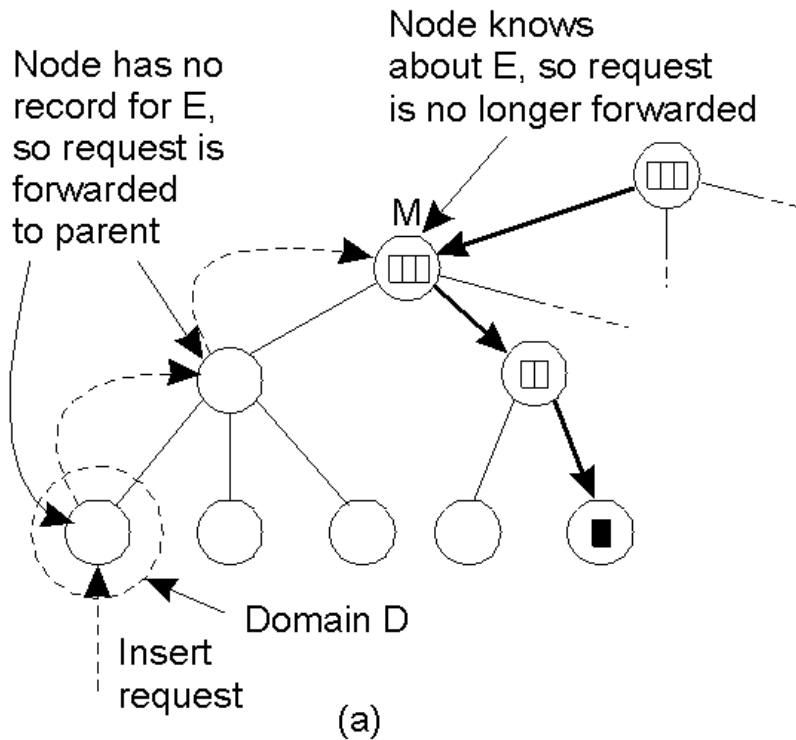 Node has no
record for E,
so request is
forwarded
to parent
Node knows
about E, so request
is no longer forwarded
M
Domain D
Insert
request
(a)